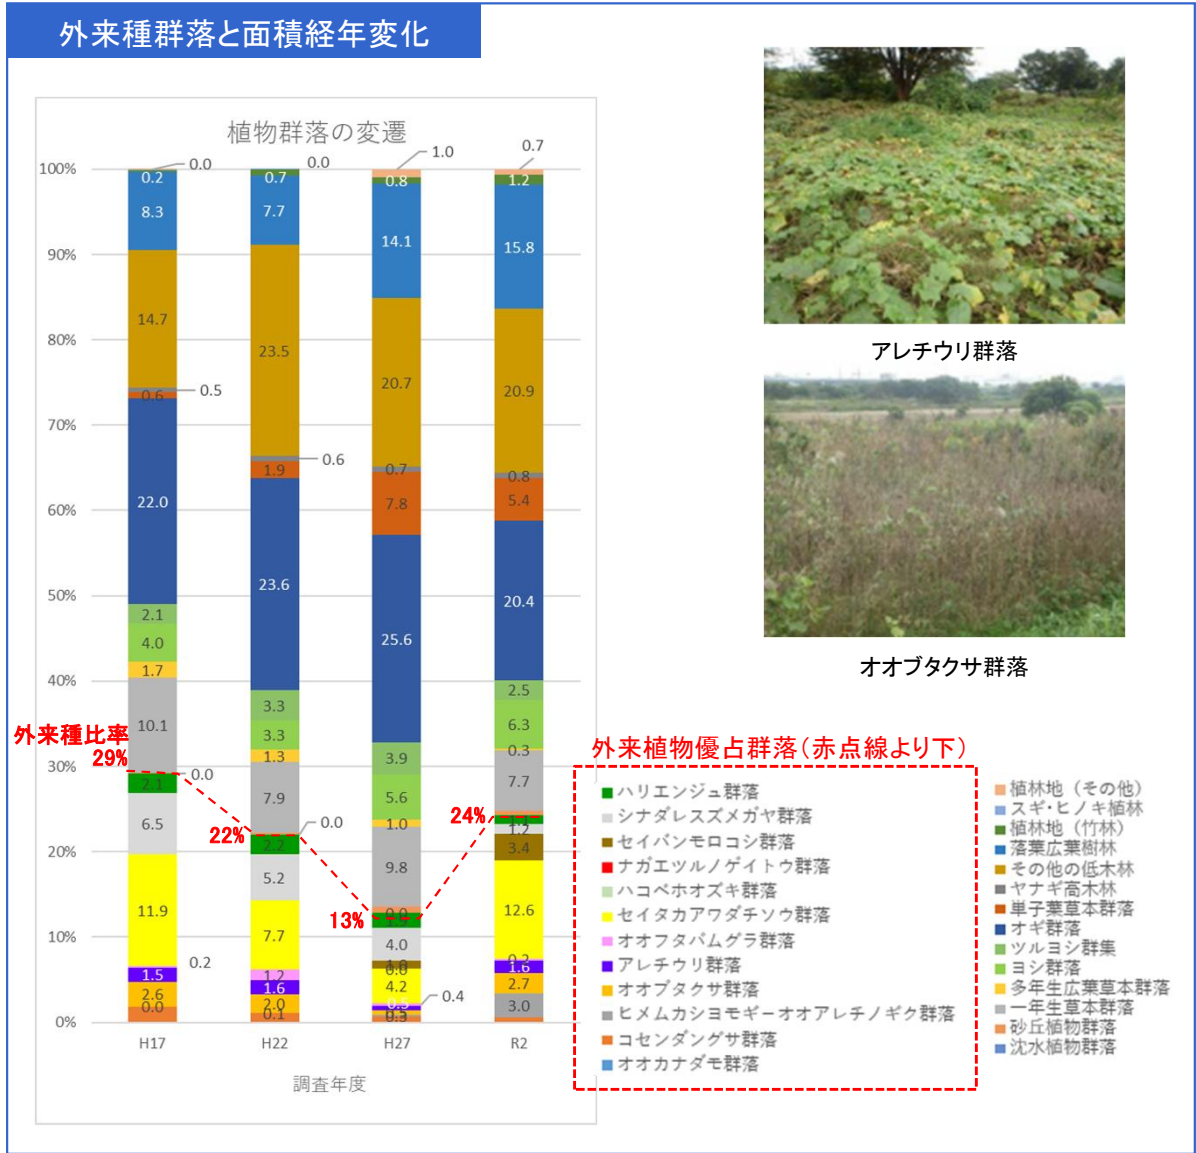 外来種群落と面積経年変化
植物群落の変遷
100%
90%
80%
70%
60%
50%
40%
30%
20%
10%
0%
0.0
0.2
8.3
14.7
0.5
0.6
22.0
2.1
4.0
1.7
10.1
0.0
2.1
6.5
11.9
0.2
1.5
2.6
0.0
H17
0.0
0.7
7.7
23.5
0.6
1.9
23.6
3.3
3.3
1.3
7.9
0.0
2.2
5.2
7.7
1.2
1.6
2.0
0.1
H22
1.0
0.8
14.1
20.7
0.7
7.8
25.6
3.9
5.6
1.0
9.8
4.0
4.2
0.5
0.4
H27
0.7
1.2
15.8
20.9
0.8
5.4
20.4
2.5
6.3
0.3
7.7
1.1
1.2
3.4
12.6
0.2
1.6
2.7
3.0
R2
調査年度
外来種比率
29%
22%
13%
24%
アレチウリ群落
オオブタクサ群落
外来植物優占群落（赤点線より下）
ハリエンジュ群落
シナダレスズメガヤ群落
セイバンモロコシ群落
ナガエツルノゲイトウ群落
ハコベホオズキ群落
セイタカアワダチソウ群落
オオフタバムグラ群落
アレチウリ群落
オオブタクサ群落
ヒメムカシヨモギーオオアレチノギク群落
コセンダングサ群落
オオカナダモ群落
植林地（その他）
スギ・ヒノキ植林
植林地（竹林）
落葉広葉樹林
その他の低木林
ヤナギ高木林
単子葉草本群落
オギ群落
ツルヨシ群集
ヨシ群落
多年生広葉草本群落
一年生草本群落
砂丘植物群落
沈水植物群落